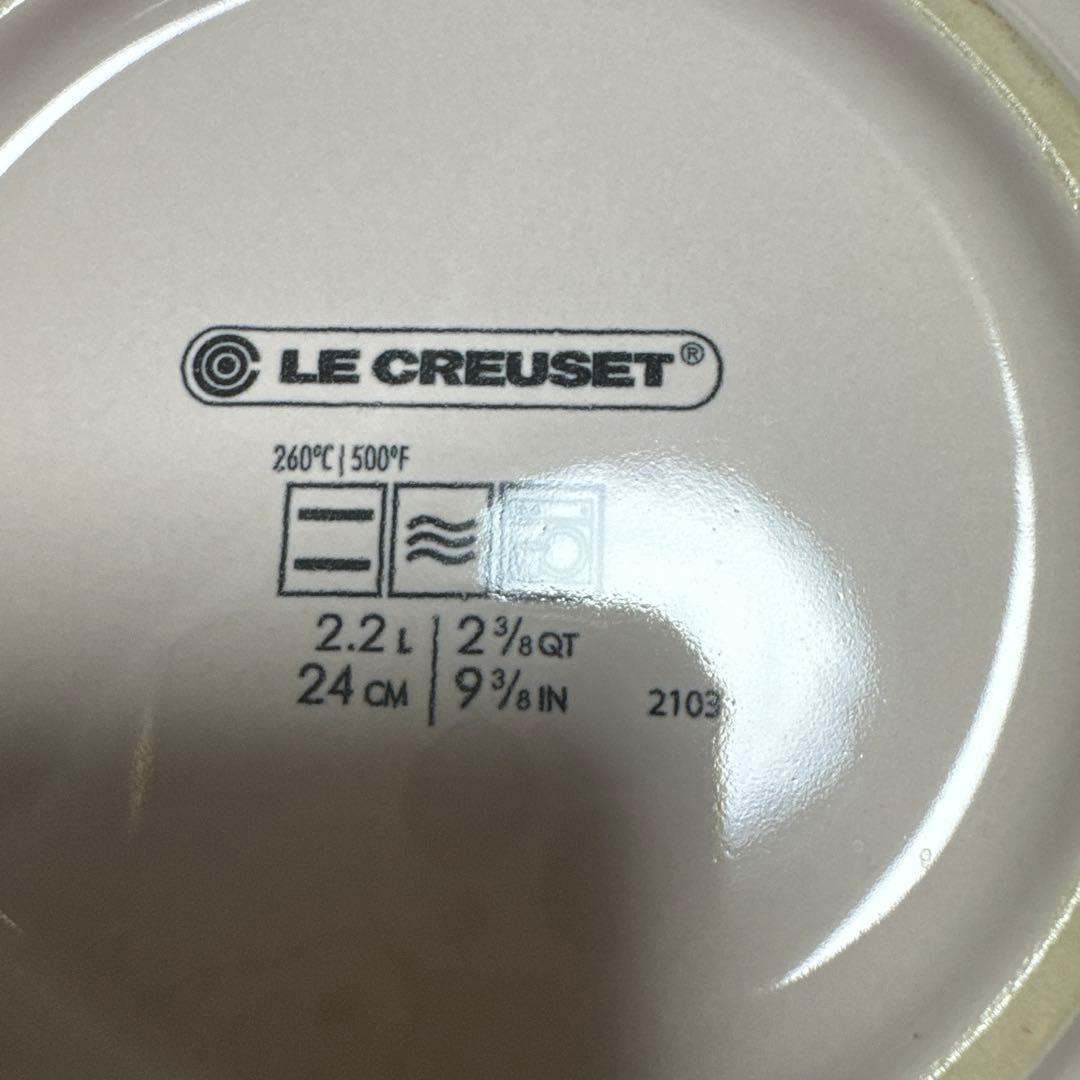 LE CREUSET®
260°C | 500°F
2.2 L | 2 3/8 QT
24 CM | 9 3/8 IN
2103